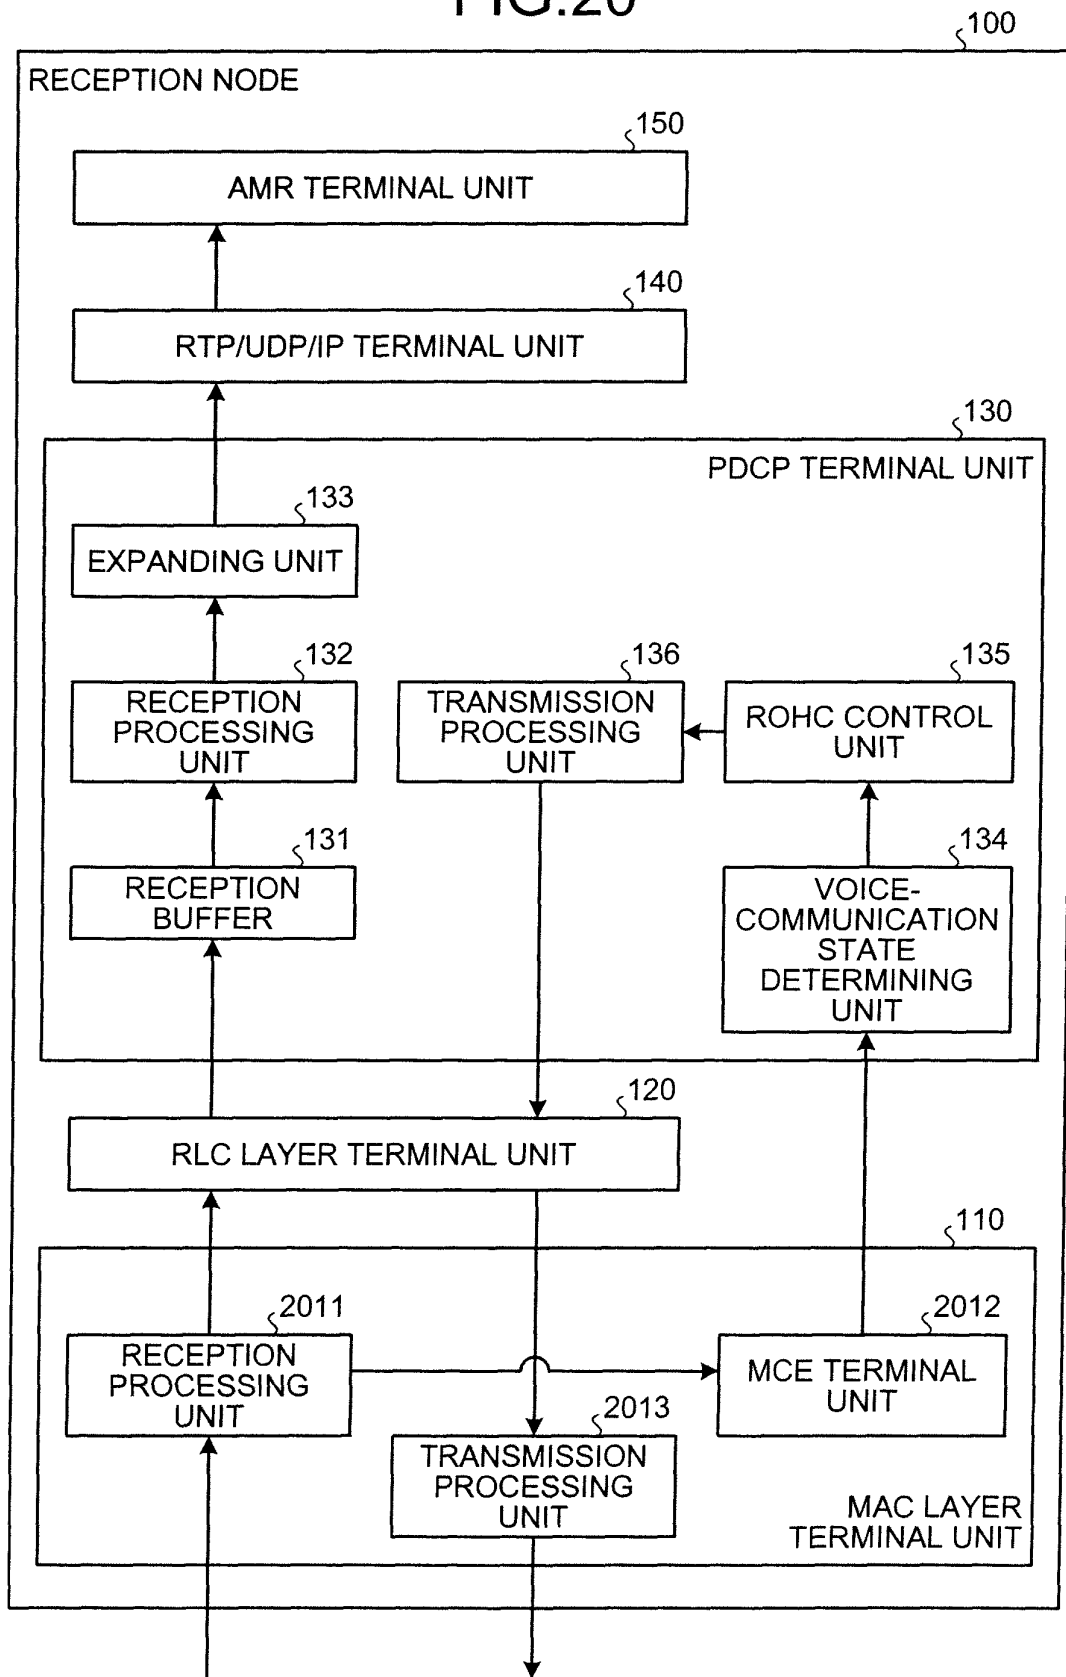 FIG.20
100
RECEPTION NODE
150
AMR TERMINAL UNIT
140
RTP/UDP/IP TERMINAL UNIT
130
PDCP TERMINAL UNIT
133
EXPANDING UNIT
132
RECEPTION
PROCESSING
UNIT
136
TRANSMISSION
PROCESSING
UNIT
135
ROHC CONTROL
UNIT
131
RECEPTION
BUFFER
134
VOICE-
COMMUNICATION
STATE
DETERMINING
UNIT
120
RLC LAYER TERMINAL UNIT
110
2011
RECEPTION
PROCESSING
UNIT
2012
MCE TERMINAL
UNIT
2013
TRANSMISSION
PROCESSING
UNIT
MAC LAYER
TERMINAL UNIT